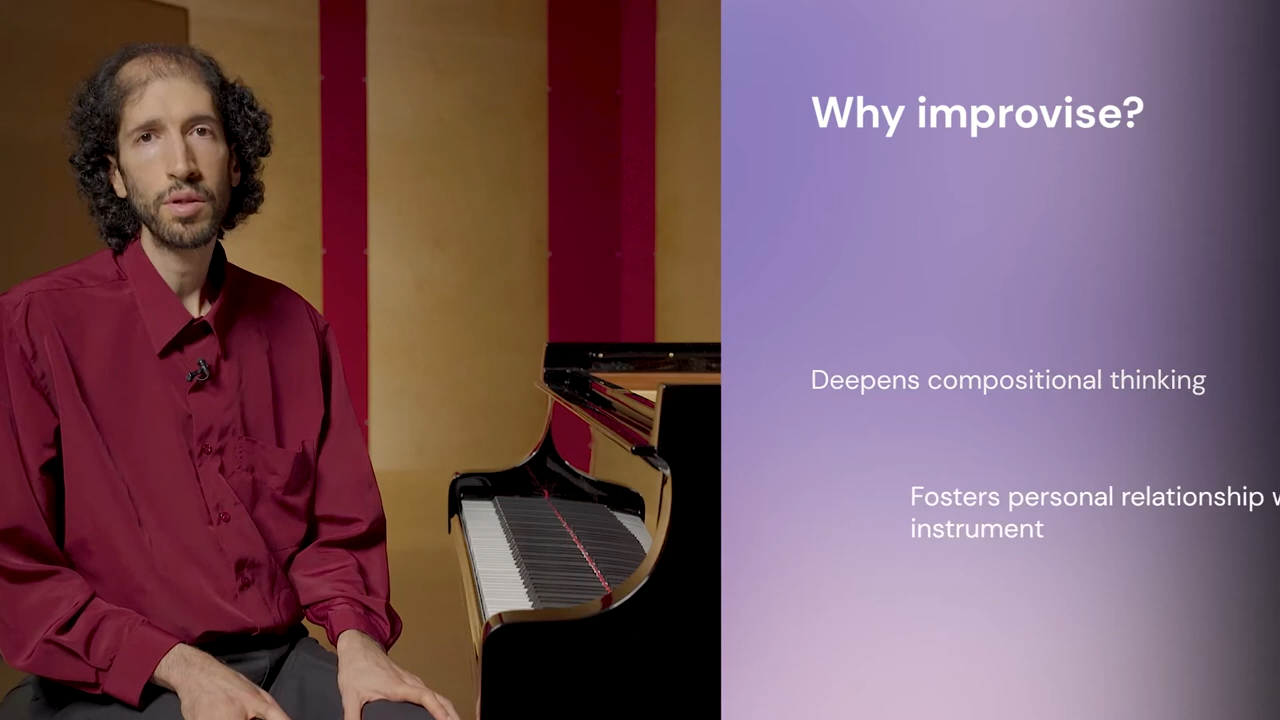 Why improvise?
Deepens compositional thinking
Fosters personal relationship
instrument